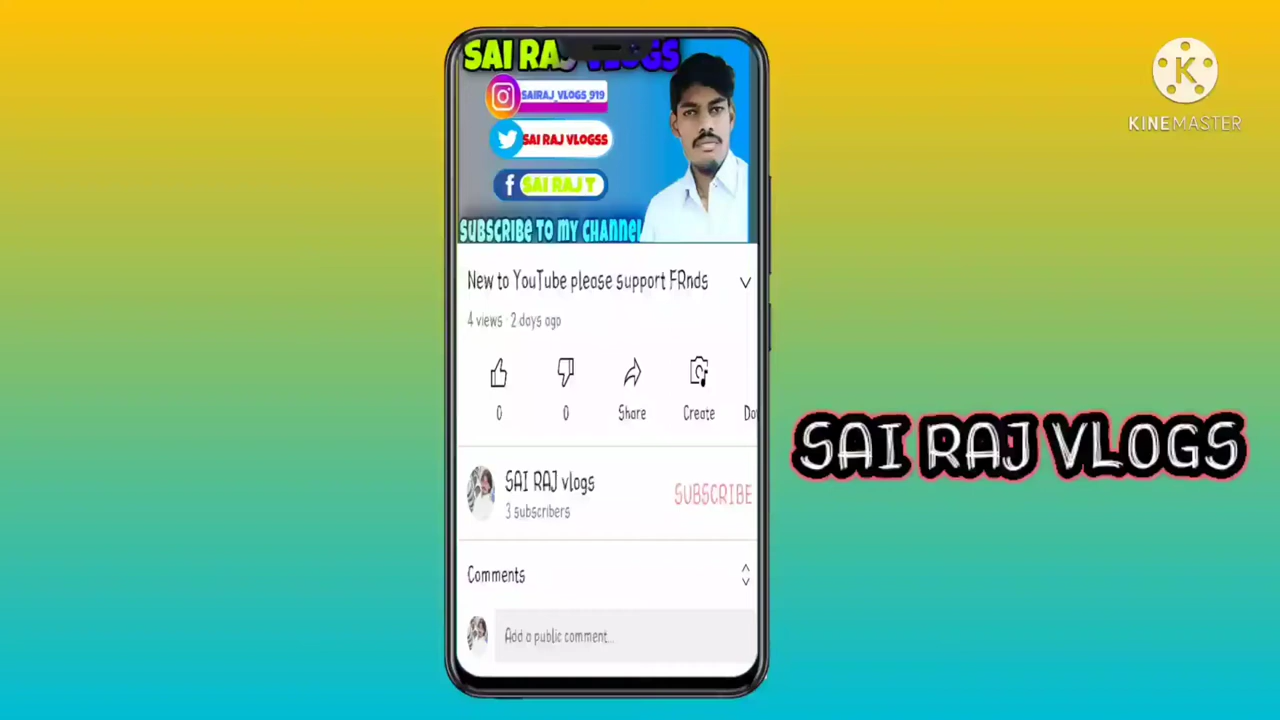 SAI RAJ VLOGS
SAIRAJ_VLOGS_919
SAI RAJ VLOGSS
SAI RAJ T
SUBSCRIBE TO MY CHANNEL
New to YouTube please support FRnds
4 views · 2 days ago
0
0
Share
Create
Do
SAI RAJ vlogs
3 subscribers
SUBSCRIBE
Comments
Add a public comment...
K
KINEMASTER
SAI RAJ VLOGS